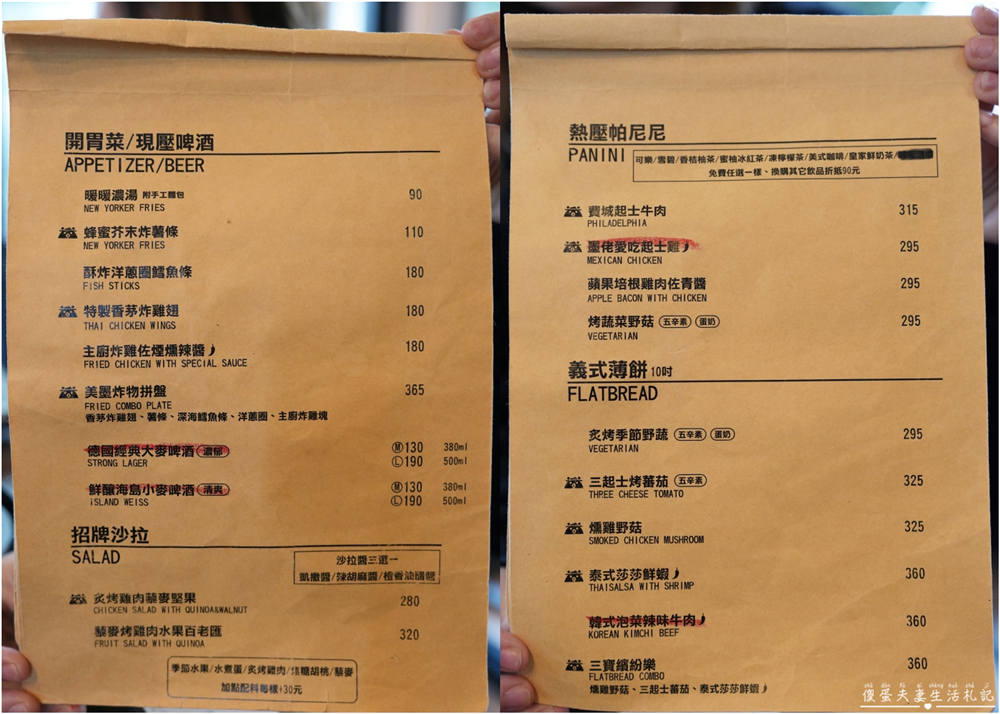 開胃菜/現壓啤酒
APPETIZER/BEER
暖暖濃湯 附手工麵包 90
NEW YORKER FRIES
蜂蜜芥末炸薯條 110
NEW YORKER FRIES
酥炸洋蔥圈鱈魚條 180
FISH STICKS
特製香茅炸雞翅 180
THAI CHICKEN WINGS
主廚炸雞佐煙燻辣醬 180
FRIED CHICKEN WITH SPECIAL SAUCE
美墨炸物拼盤 365
FRIED COMBO PLATE
香茅炸雞翅、薯條、深海鱈魚條、洋蔥圈、主廚炸雞塊
德國經典大麥啤酒 濃郁 Ⓜ130 380ml
STRONG LAGER Ⓛ190 500ml
鮮釀海島小麥啤酒 清爽 Ⓜ130 380ml
iSLAND WEISS Ⓛ190 500ml
招牌沙拉
SALAD
沙拉醬三選一
凱撒醬/辣胡麻醬/橙香油醋醬
炙烤雞肉藜麥堅果 280
CHICKEN SALAD WITH QUINOA&WALNUT
藜麥烤雞肉水果百老匯 320
FRUIT SALAD WITH QUINOA
季節水果/水煮蛋/炙烤雞肉/焦糖胡桃/藜麥
加點配料每樣+30元
熱壓帕尼尼
PANINI
可樂/雪碧/香桔柚茶/蜜柚冰紅茶/凍檸檬茶/美式咖啡/皇家鮮奶茶/
免費任選一樣、換購其它飲品折抵90元
費城起士牛肉 315
PHILADELPHIA
墨佬愛吃起士雞 295
MEXICAN CHICKEN
蘋果培根雞肉佐青醬 295
APPLE BACON WITH CHICKEN
烤蔬菜野菇 五辛素 蛋奶 295
VEGETARIAN
義式薄餅 10吋
FLATBREAD
炙烤季節野蔬 五辛素 蛋奶 295
VEGETARIAN
三起士烤蕃茄 五辛素 325
THREE CHEESE TOMATO
燻雞野菇 325
SMOKED CHICKEN MUSHROOM
泰式莎莎鮮蝦 360
THAISALSA WITH SHRIMP
韓式泡菜辣味牛肉 360
KOREAN KIMCHI BEEF
三寶繽紛樂 360
FLATBREAD COMBO
燻雞野菇、三起士蕃茄、泰式莎莎鮮蝦
傻蛋夫妻生活札記